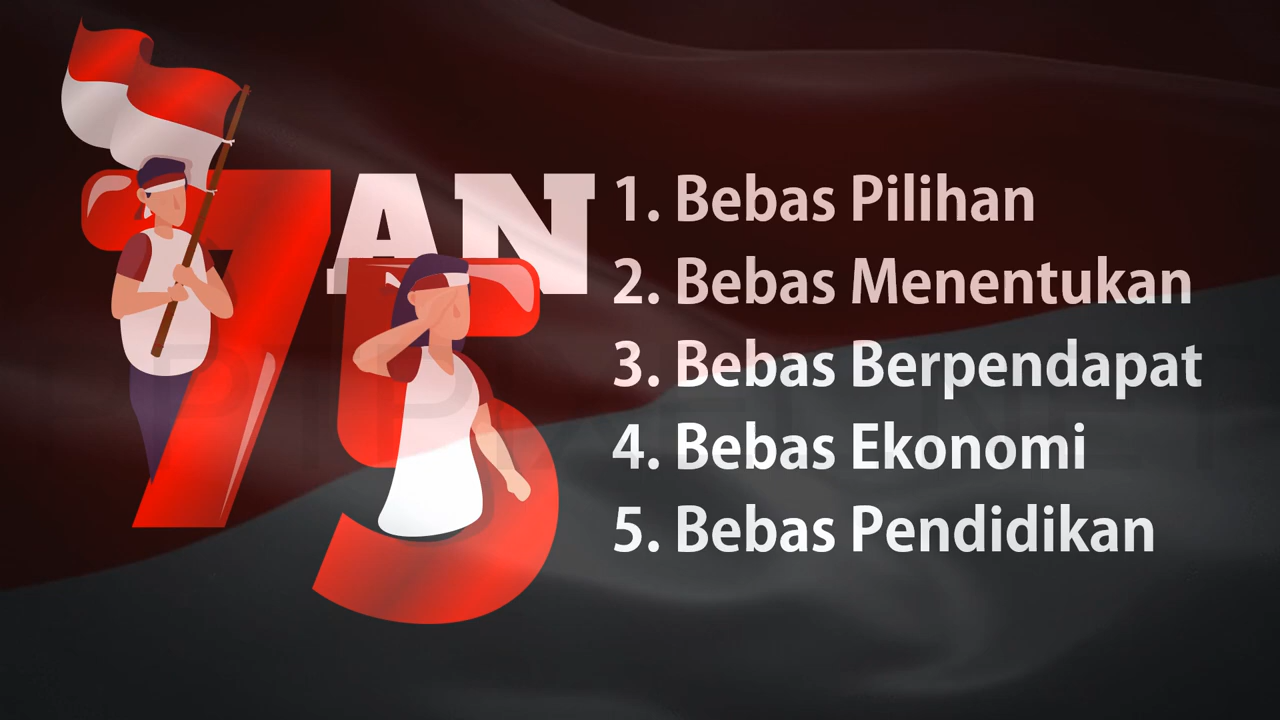 75
AN
1. Bebas Pilihan
2. Bebas Menentukan
3. Bebas Berpendapat
4. Bebas Ekonomi
5. Bebas Pendidikan